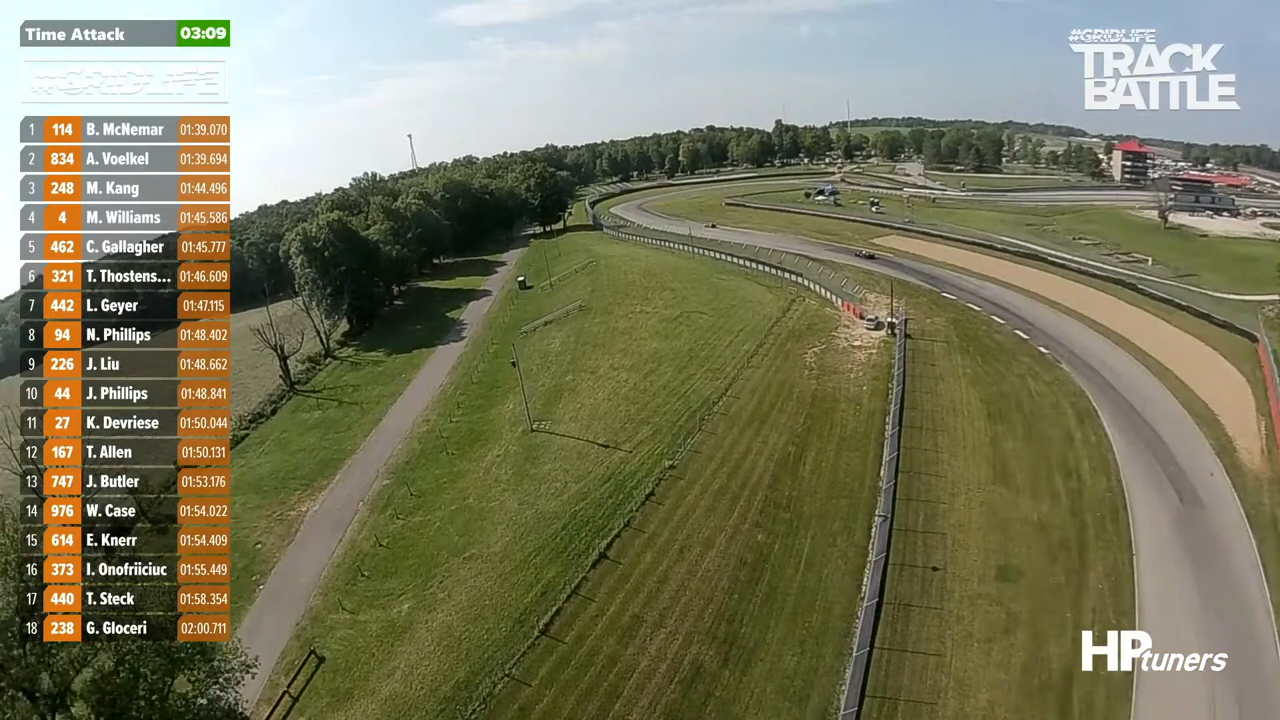 Time Attack 03:09
#GRIDLIFE
1 114 B. McNemar 01:39.070
2 834 A. Voelkel 01:39.694
3 248 M. Kang 01:44.496
4 4 M. Williams 01:45.586
5 462 C. Gallagher 01:45.777
6 321 T. Thostens... 01:46.609
7 442 L. Geyer 01:47.115
8 94 N. Phillips 01:48.402
9 226 J. Liu 01:48.662
10 44 J. Phillips 01:48.841
11 27 K. Devriese 01:50.044
12 167 T. Allen 01:50.131
13 747 J. Butler 01:53.176
14 976 W. Case 01:54.022
15 614 E. Knerr 01:54.409
16 373 I. Onofriiciuc 01:55.449
17 440 T. Steck 01:58.354
18 238 G. Gloceri 02:00.711
#GRIDLIFE
TRACK
BATTLE
HP tuners